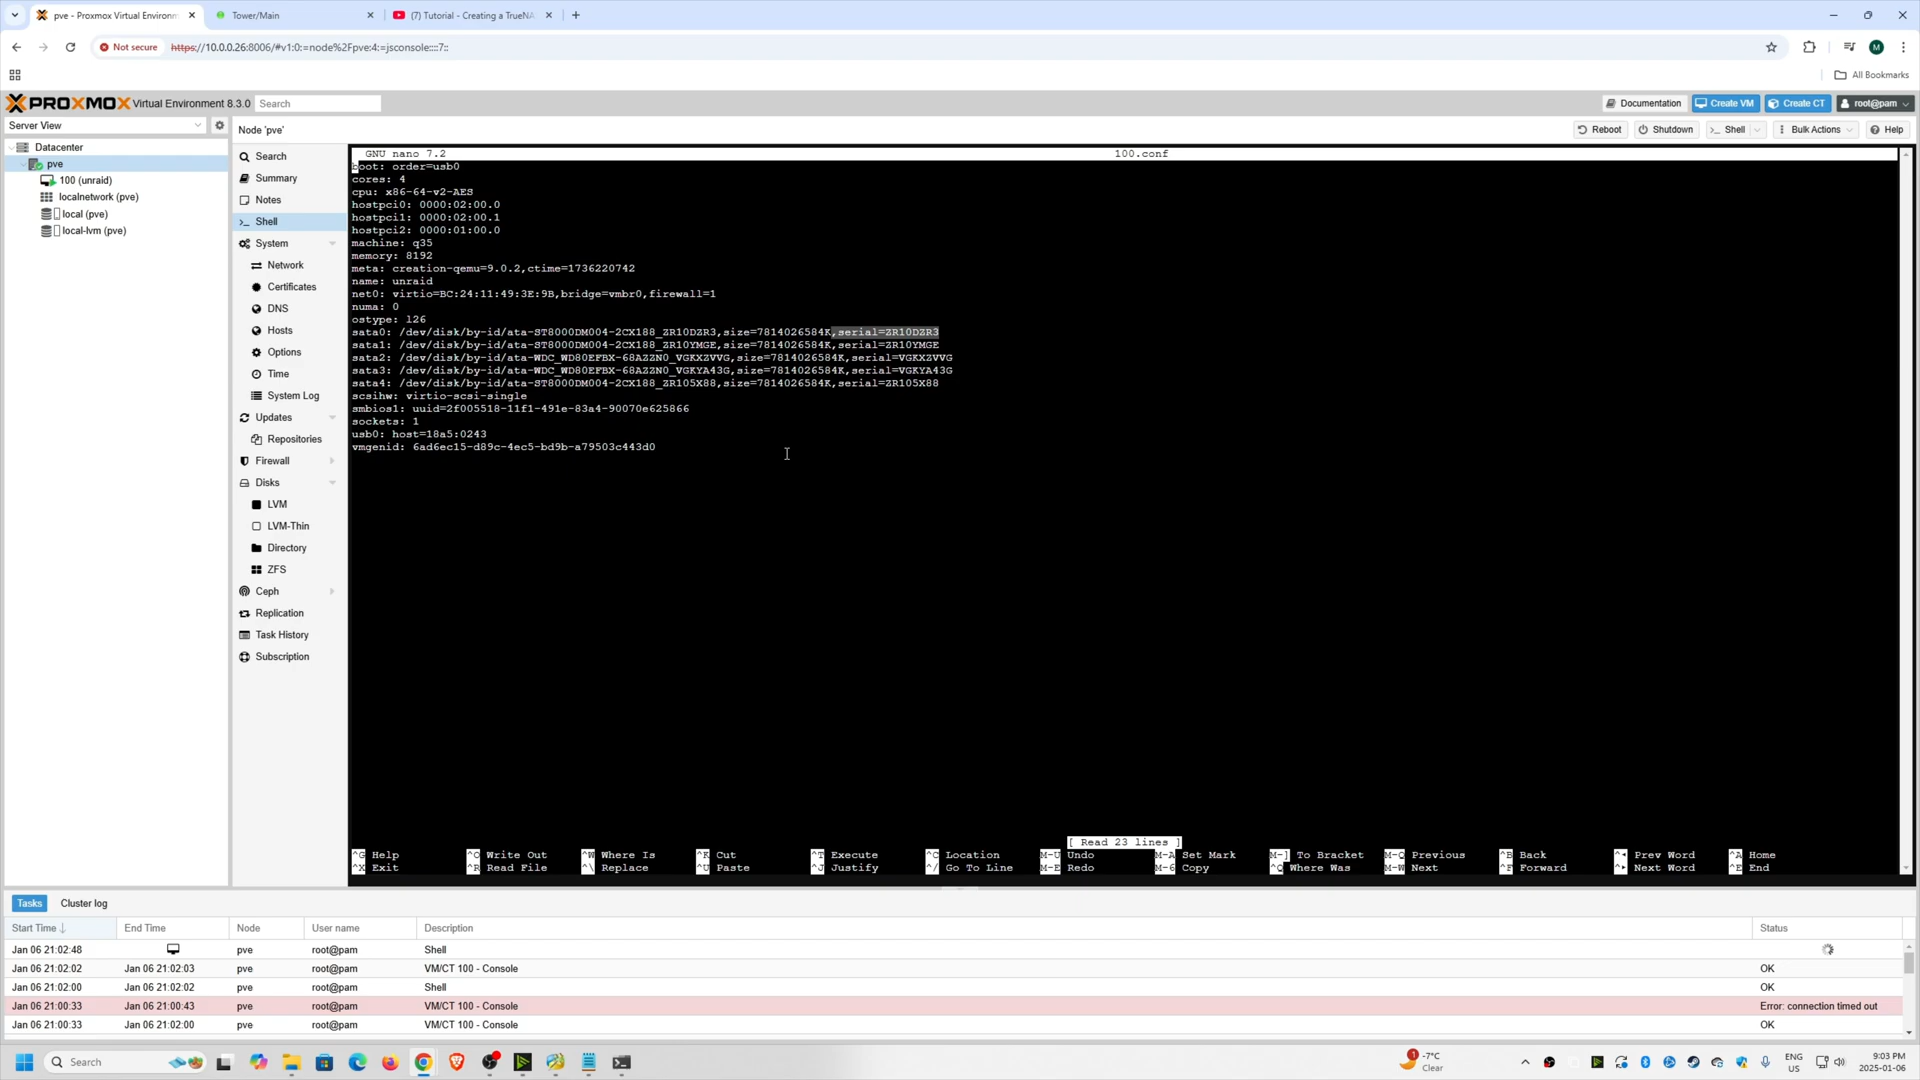 pve - Proxmox Virtual Environm
Tower/Main
(7) Tutorial - Creating a TrueNA
Not secure
https://10.0.0.26:8006/#v1:0:=node%2Fpve:4:=jsconsole::::7::
M
All Bookmarks
PROXMOX Virtual Environment 8.3.0
Search
Documentation
Create VM
Create CT
root@pam
Server View
Node 'pve'
Reboot
Shutdown
Shell
Bulk Actions
Help
Datacenter
pve
100 (unraid)
localnetwork (pve)
local (pve)
local-lvm (pve)
Search
Summary
Notes
Shell
System
Network
Certificates
DNS
Hosts
Options
Time
System Log
Updates
Repositories
Firewall
Disks
LVM
LVM-Thin
Directory
ZFS
Ceph
Replication
Task History
Subscription
GNU nano 7.2 100.conf
boot: order=usb0
cores: 4
cpu: x86-64-v2-AES
hostpci0: 0000:02:00.0
hostpci1: 0000:02:00.1
hostpci2: 0000:01:00.0
machine: q35
memory: 8192
meta: creation-qemu=9.0.2,ctime=1736220742
name: unraid
net0: virtio=BC:24:11:49:3E:9B,bridge=vmbr0,firewall=1
numa: 0
ostype: l26
sata0: /dev/disk/by-id/ata-ST8000DM004-2CX188_ZR10DZR3,size=7814026584K,serial=ZR10DZR3
sata1: /dev/disk/by-id/ata-ST8000DM004-2CX188_ZR10YMGE,size=7814026584K,serial=ZR10YMGE
sata2: /dev/disk/by-id/ata-WDC_WD80EFBX-68AZZN0_VGKXZVVG,size=7814026584K,serial=VGKXZVVG
sata3: /dev/disk/by-id/ata-WDC_WD80EFBX-68AZZN0_VGKYA43G,size=7814026584K,serial=VGKYA43G
sata4: /dev/disk/by-id/ata-ST8000DM004-2CX188_ZR105X88,size=7814026584K,serial=ZR105X88
scsihw: virtio-scsi-single
smbios1: uuid=2f005518-11f1-491e-83a4-90070e625866
sockets: 1
usb0: host=18a5:0243
vmgenid: 6ad6ec15-d89c-4ec5-bd9b-a79503c443d0
[ Read 23 lines ]
^G Help ^O Write Out ^W Where Is ^K Cut ^T Execute ^C Location M-U Undo M-A Set Mark M-] To Bracket M-Q Previous ^B Back ^◂ Prev Word ^A Home
^X Exit ^R Read File ^\ Replace ^U Paste ^J Justify ^/ Go To Line M-E Redo M-6 Copy ^Q Where Was M-W Next ^F Forward ^▸ Next Word ^E End
Tasks
Cluster log
Start Time End Time Node User name Description Status
Jan 06 21:02:48 pve root@pam Shell
Jan 06 21:02:02 Jan 06 21:02:03 pve root@pam VM/CT 100 - Console OK
Jan 06 21:02:00 Jan 06 21:02:02 pve root@pam Shell OK
Jan 06 21:00:33 Jan 06 21:00:43 pve root@pam VM/CT 100 - Console Error: connection timed out
Jan 06 21:00:33 Jan 06 21:02:00 pve root@pam VM/CT 100 - Console OK
Search
1
-7°C
Clear
ENG
US
9:03 PM
2025-01-06